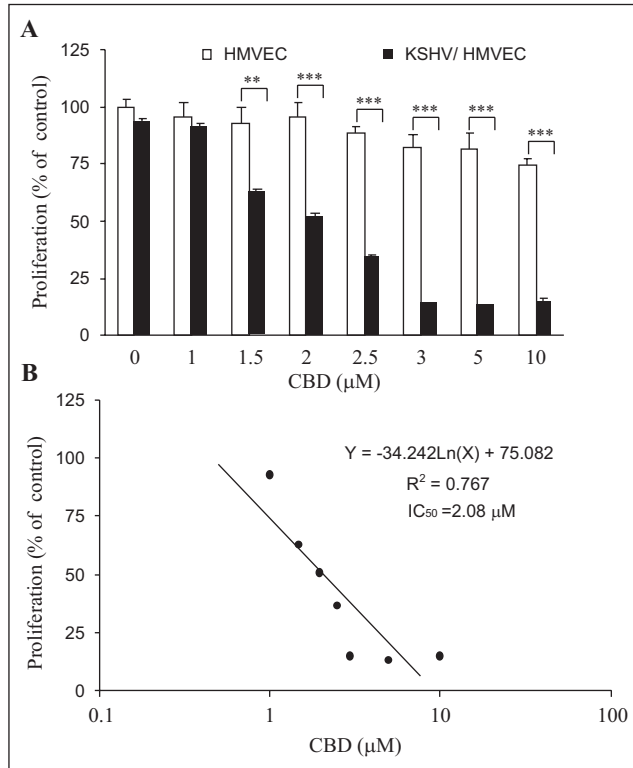 A
125
100
75
50
25
0
Proliferation (% of control)
HMVEC
KSHV/ HMVEC
** *** *** *** *** ***
0 1 1.5 2 2.5 3 5 10
CBD (μM)
B
125
100
75
50
25
0
Proliferation (% of control)
Y = -34.242Ln(X) + 75.082
R² = 0.767
IC₅₀ =2.08 μM
0.1 1 10 100
CBD (μM)